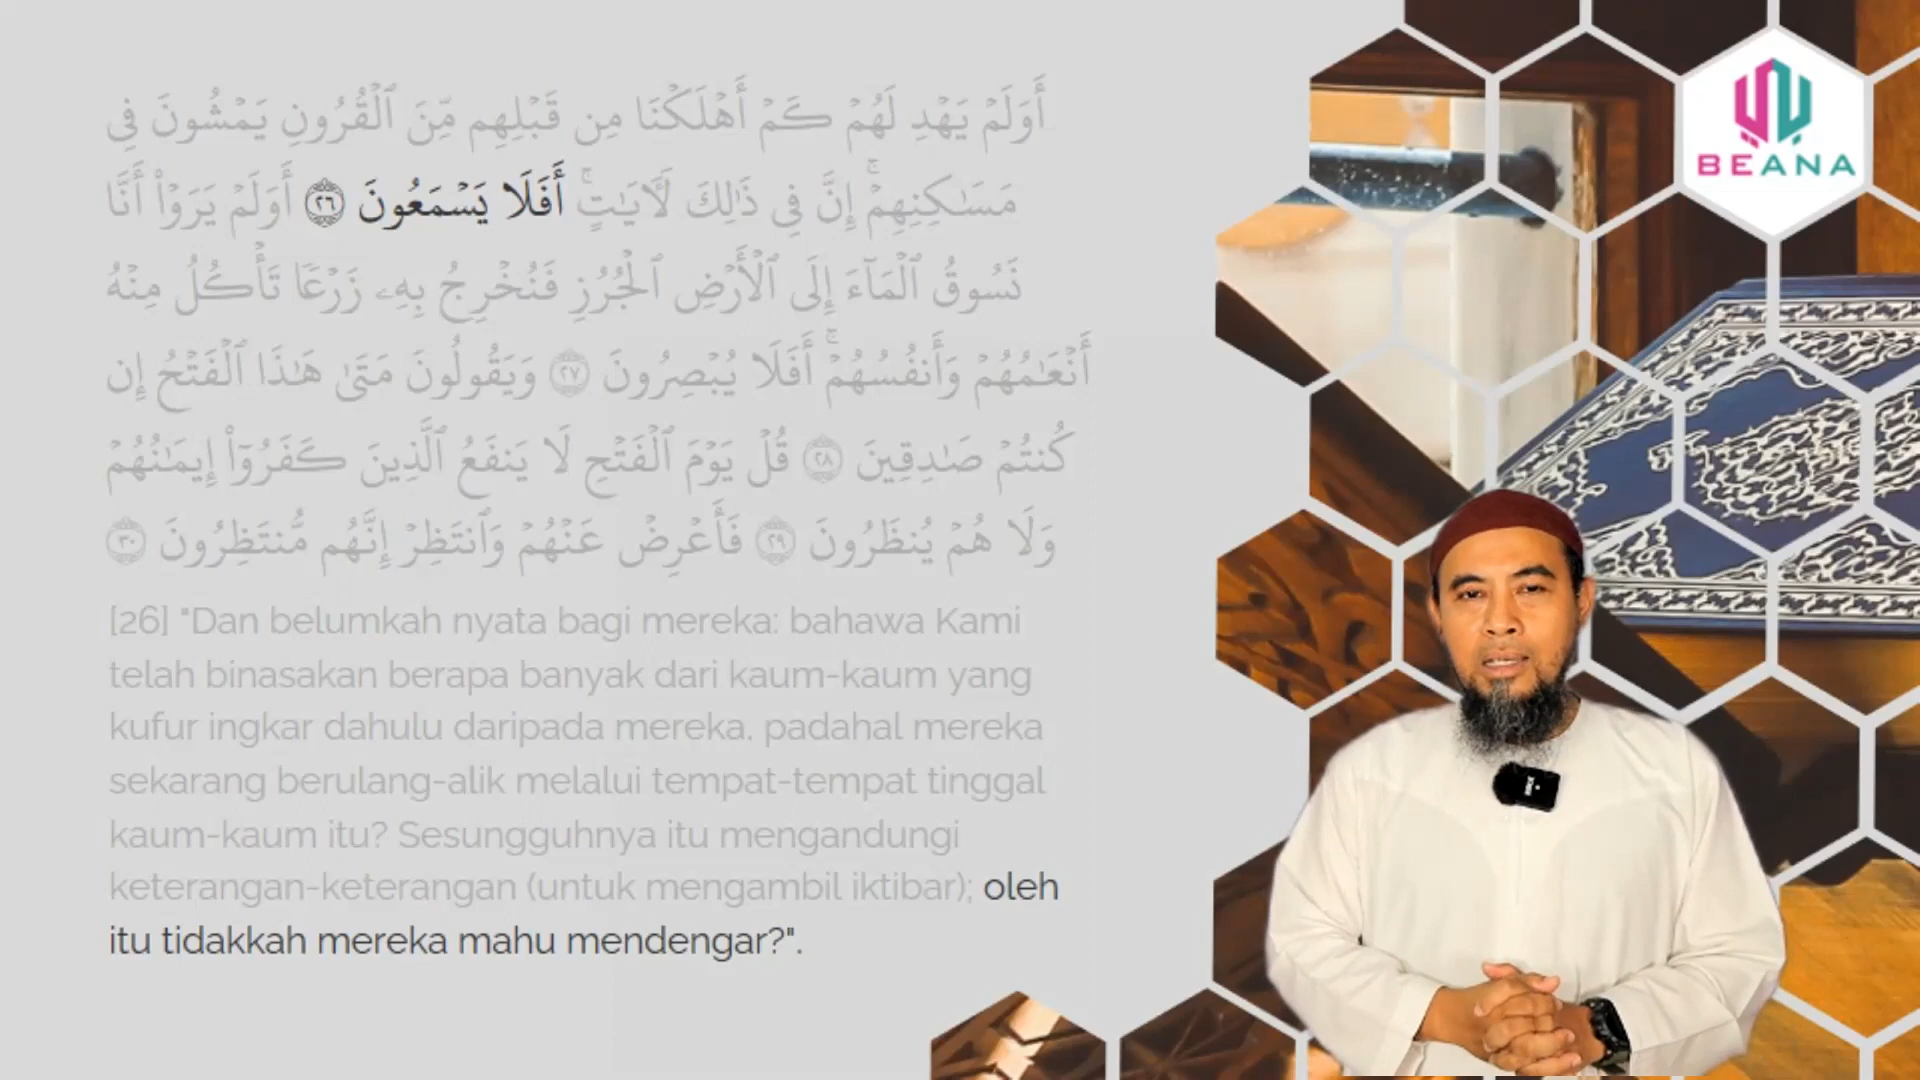 أَوَلَمْ يَهْدِ لَهُمْ كَمْ أَهْلَكْنَا مِن قَبْلِهِم مِّنَ ٱلْقُرُونِ يَمْشُونَ فِى
مَسَـٰكِنِهِمْ ۚ إِنَّ فِى ذَٰلِكَ لَـَٔايَـٰتٍ ۚ أَفَلَا يَسْمَعُونَ ٢٦ أَوَلَمْ يَرَوْا۟ أَنَّا
نَسُوقُ ٱلْمَآءَ إِلَى ٱلْأَرْضِ ٱلْجُرُزِ فَنُخْرِجُ بِهِۦ زَرْعًا تَأْكُلُ مِنْهُ
أَنْعَـٰمُهُمْ وَأَنفُسُهُمْ ۚ أَفَلَا يُبْصِرُونَ ٢٧ وَيَقُولُونَ مَتَىٰ هَـٰذَا ٱلْفَتْحُ إِن
كُنتُمْ صَـٰدِقِينَ ٢٨ قُلْ يَوْمَ ٱلْفَتْحِ لَا يَنفَعُ ٱلَّذِينَ كَفَرُوٓا۟ إِيمَـٰنُهُمْ
وَلَا هُمْ يُنظَرُونَ ٢٩ فَأَعْرِضْ عَنْهُمْ وَٱنتَظِرْ إِنَّهُم مُّنتَظِرُونَ ٣٠
[26] "Dan belumkah nyata bagi mereka: bahawa Kami
telah binasakan berapa banyak dari kaum-kaum yang
kufur ingkar dahulu daripada mereka, padahal mereka
sekarang berulang-alik melalui tempat-tempat tinggal
kaum-kaum itu? Sesungguhnya itu mengandungi
keterangan-keterangan (untuk mengambil iktibar); oleh
itu tidakkah mereka mahu mendengar?".
BEANA